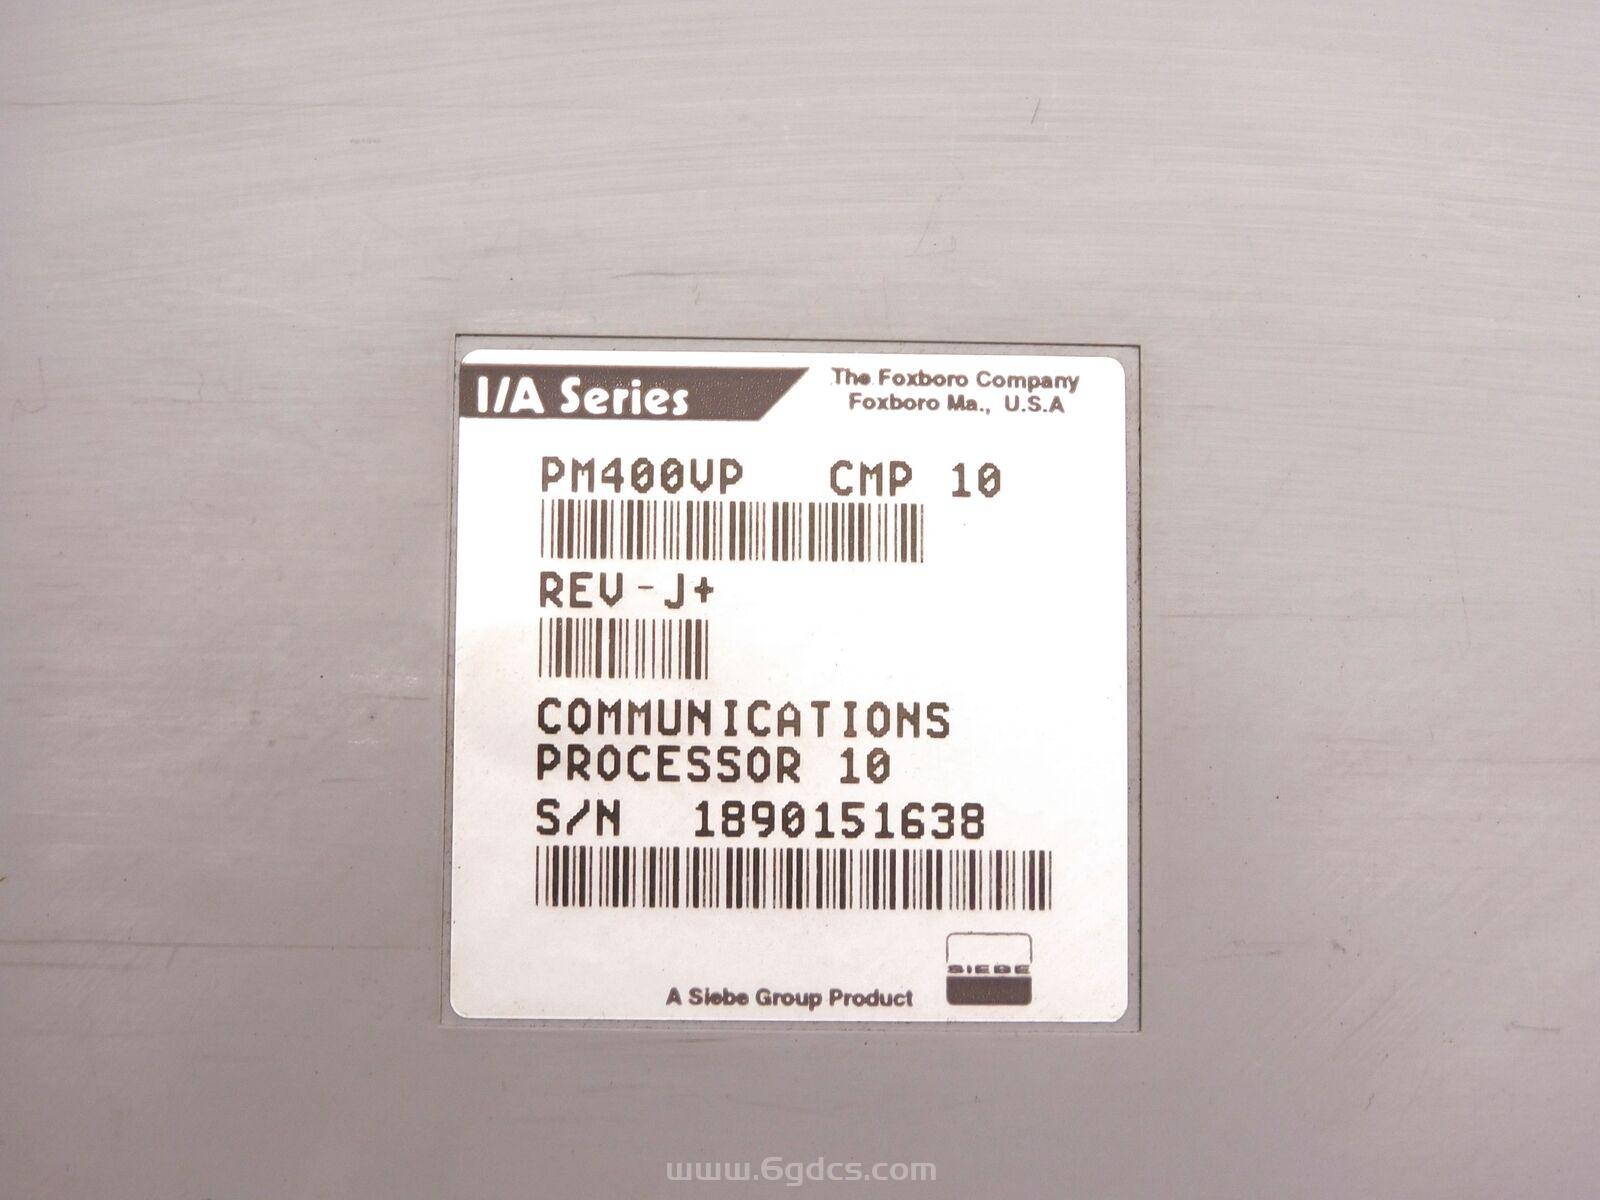 I/A Series
The Foxboro Company
Foxboro Ma., U.S.A
PM400VP CMP 10
REV-J+
COMMUNICATIONS
PROCESSOR 10
S/N 1890151638
SIEBE
A Siebe Group Product
www.6gdcs.com